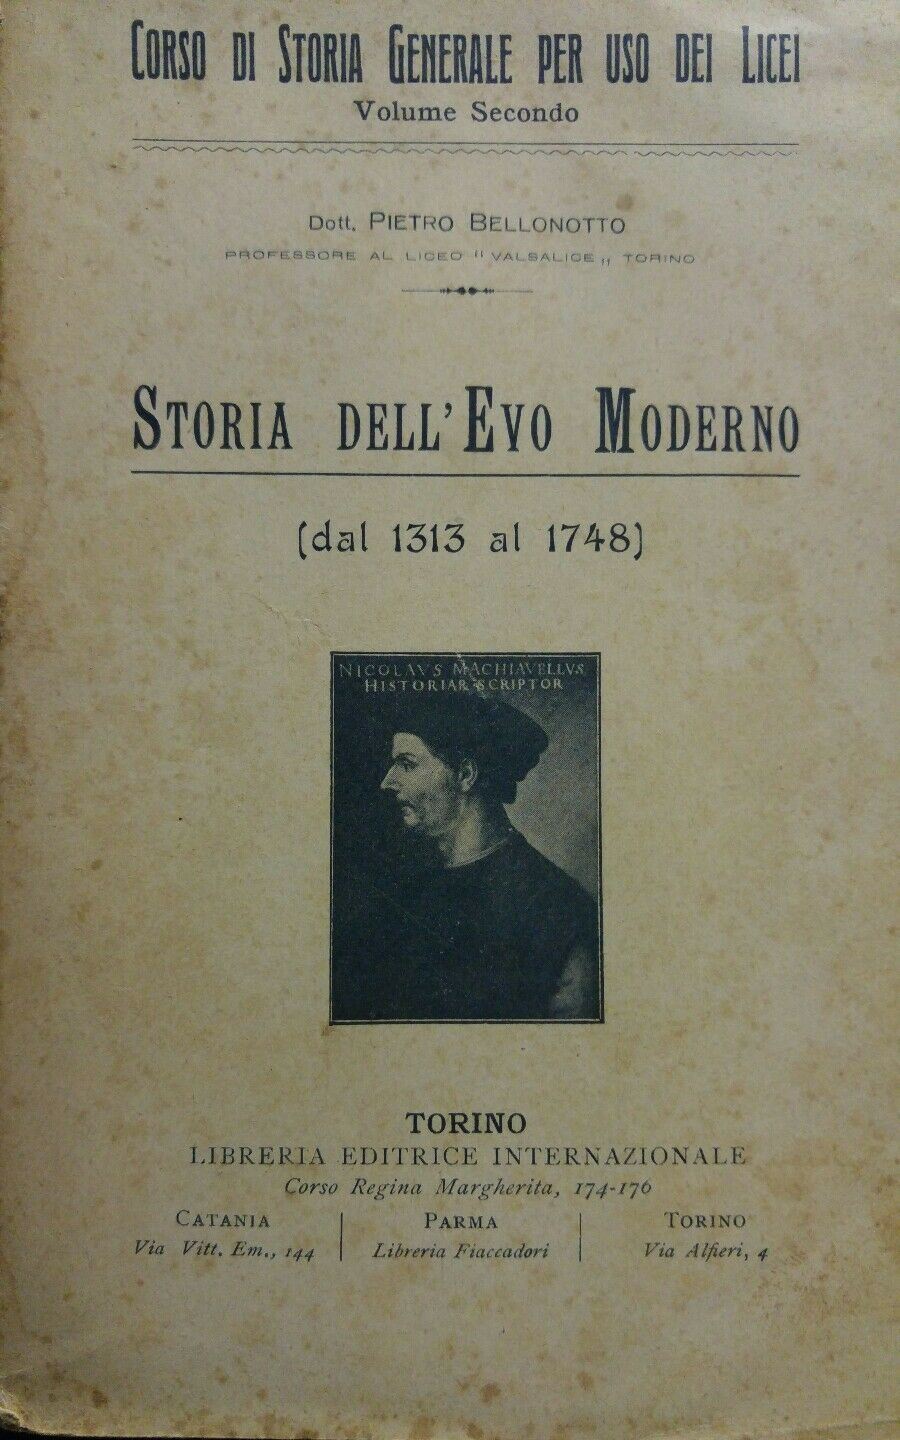 CORSO DI STORIA GENERALE PER USO DEI LICEI
Volume Secondo
Dott. PIETRO BELLONOTTO
PROFESSORE AL LICEO "VALSALICE„ TORINO
STORIA DELL'EVO MODERNO
(dal 1313 al 1748)
NICOLAVS MACHIAVELLVS
HISTORIAR SCRIPTOR
TORINO
LIBRERIA EDITRICE INTERNAZIONALE
Corso Regina Margherita, 174-176
CATANIA
Via Vitt. Em., 144
PARMA
Libreria Fiaccadori
TORINO
Via Alfieri, 4